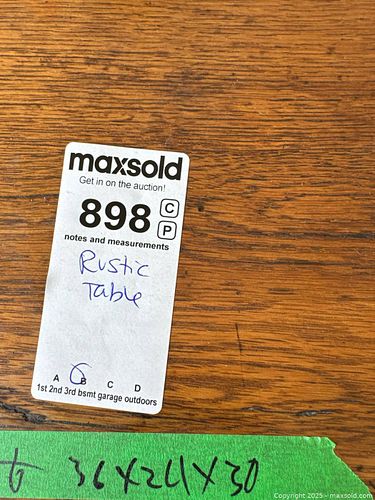 maxsold
Get in on the auction!
898 C
P
notes and measurements
Rustic
Table
A B C D
1st 2nd 3rd bsmt garage outdoors
36X24X30
Copyright 2025 - maxsold.com